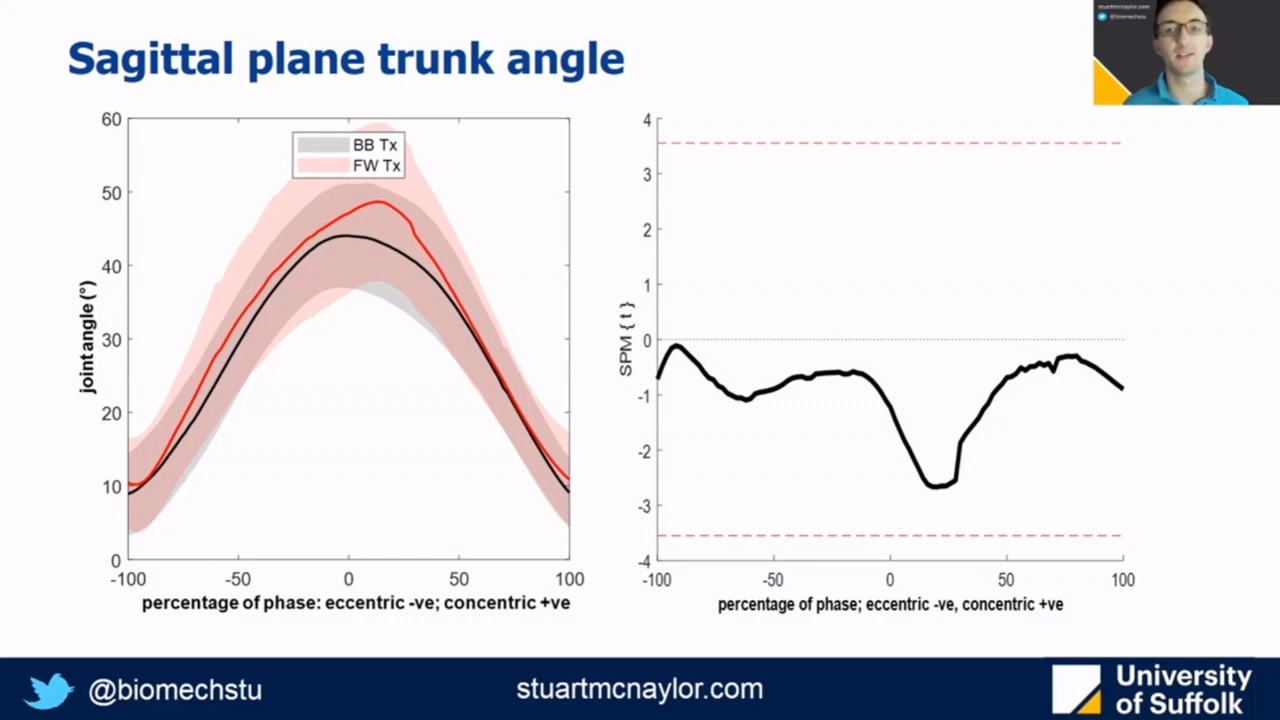 stuartmcnaylor.com
@biomechstu
Sagittal plane trunk angle
60
50
40
30
20
10
0
joint angle (°)
BB Tx
FW Tx
-100
-50
0
50
100
percentage of phase: eccentric -ve; concentric +ve
4
3
2
1
0
-1
-2
-3
-4
SPM { t }
-100
-50
0
50
100
percentage of phase; eccentric -ve, concentric +ve
@biomechstu
stuartmcnaylor.com
University
of Suffolk